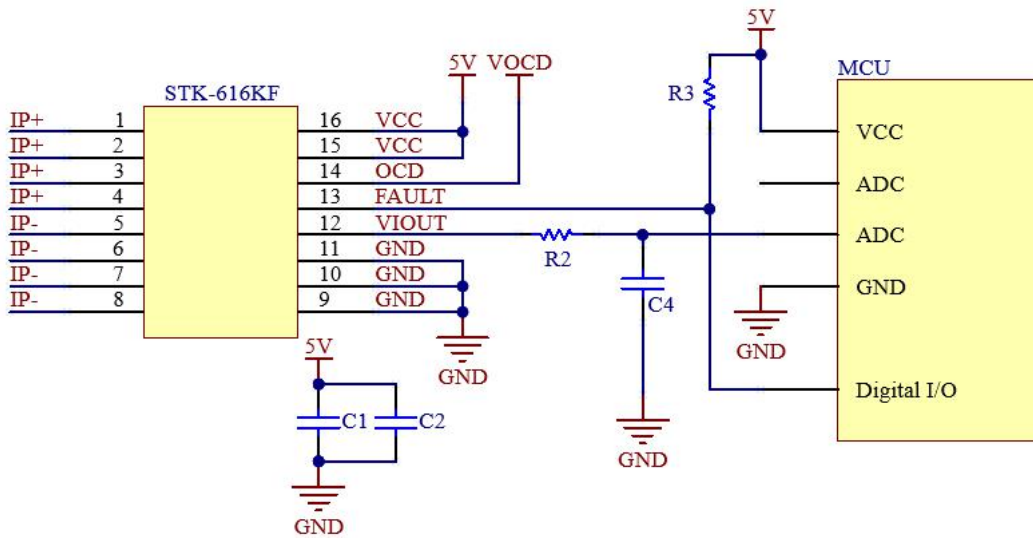 5V
MCU
5V VOCD
STK-616KF
R3
IP+ 1 16 VCC VCC
IP+ 2 15 VCC
IP+ 3 14 OCD ADC
IP+ 4 13 FAULT
IP- 5 12 VIOUT ADC
IP- 6 11 GND R2
IP- 7 10 GND GND
IP- 8 9 GND C4
GND
5V GND
Digital I/O
C1 C2
GND
GND